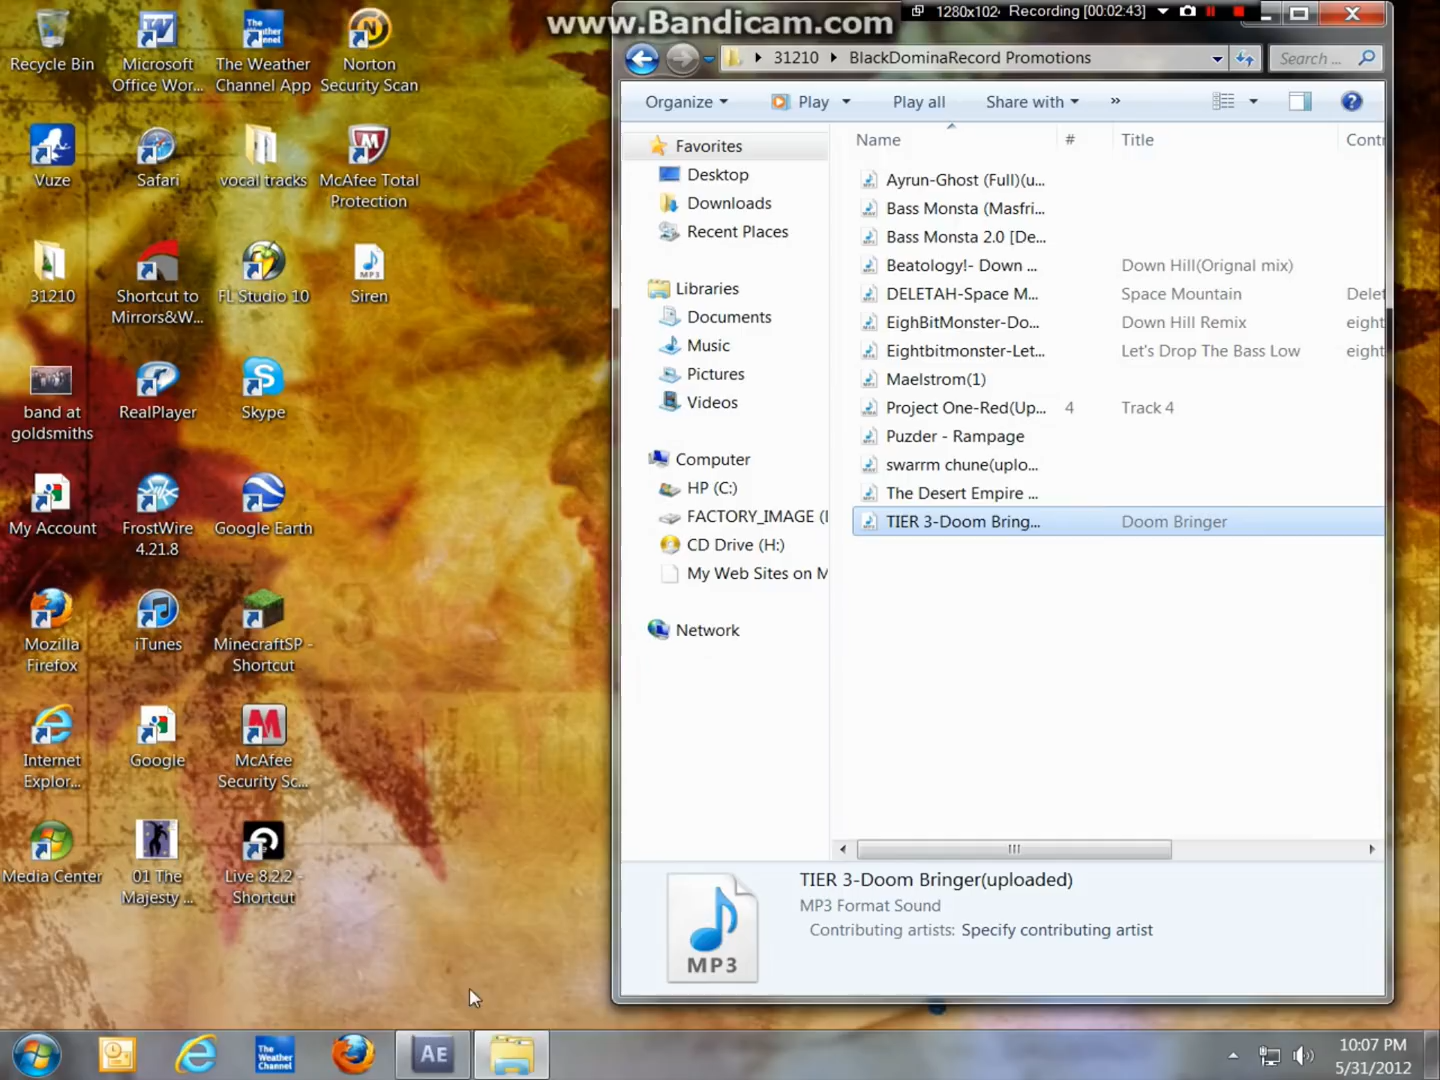 www.Bandicam.com
1280x102
Recording [00:02:43]
31210
BlackDominaRecord Promotions
Search ...
Organize
Play
Play all
Share with
»
Favorites
Desktop
Downloads
Recent Places
Libraries
Documents
Music
Pictures
Videos
Computer
HP (C:)
FACTORY_IMAGE (
CD Drive (H:)
My Web Sites on M
Network
Name
#
Title
Contr
Ayrun-Ghost (Full)(u...
Bass Monsta (Masfri...
Bass Monsta 2.0 [De...
Beatology!- Down ... Down Hill(Orignal mix)
DELETAH-Space M... Space Mountain Delet
EighBitMonster-Do... Down Hill Remix eight
Eightbitmonster-Let... Let's Drop The Bass Low eight
Maelstrom(1)
Project One-Red(Up... 4 Track 4
Puzder - Rampage
swarrm chune(uplo...
The Desert Empire ...
TIER 3-Doom Bring... Doom Bringer
MP3
TIER 3-Doom Bringer(uploaded)
MP3 Format Sound
Contributing artists: Specify contributing artist
Recycle Bin
Microsoft
Office Wor...
The
Weather
Channel
The Weather
Channel App
Norton
Security Scan
Vuze
Safari
vocal tracks
McAfee Total
Protection
31210
Shortcut to
Mirrors&W...
FL Studio 10
MP3
Siren
band at
goldsmiths
RealPlayer
Skype
My Account
FrostWire
4.21.8
Google Earth
Mozilla
Firefox
iTunes
MinecraftSP -
Shortcut
Internet
Explor...
Google
McAfee
Security Sc...
Media Center
01 The
Majesty ...
Live 8.2.2 -
Shortcut
The
Weather
Channel
AE
10:07 PM
5/31/2012